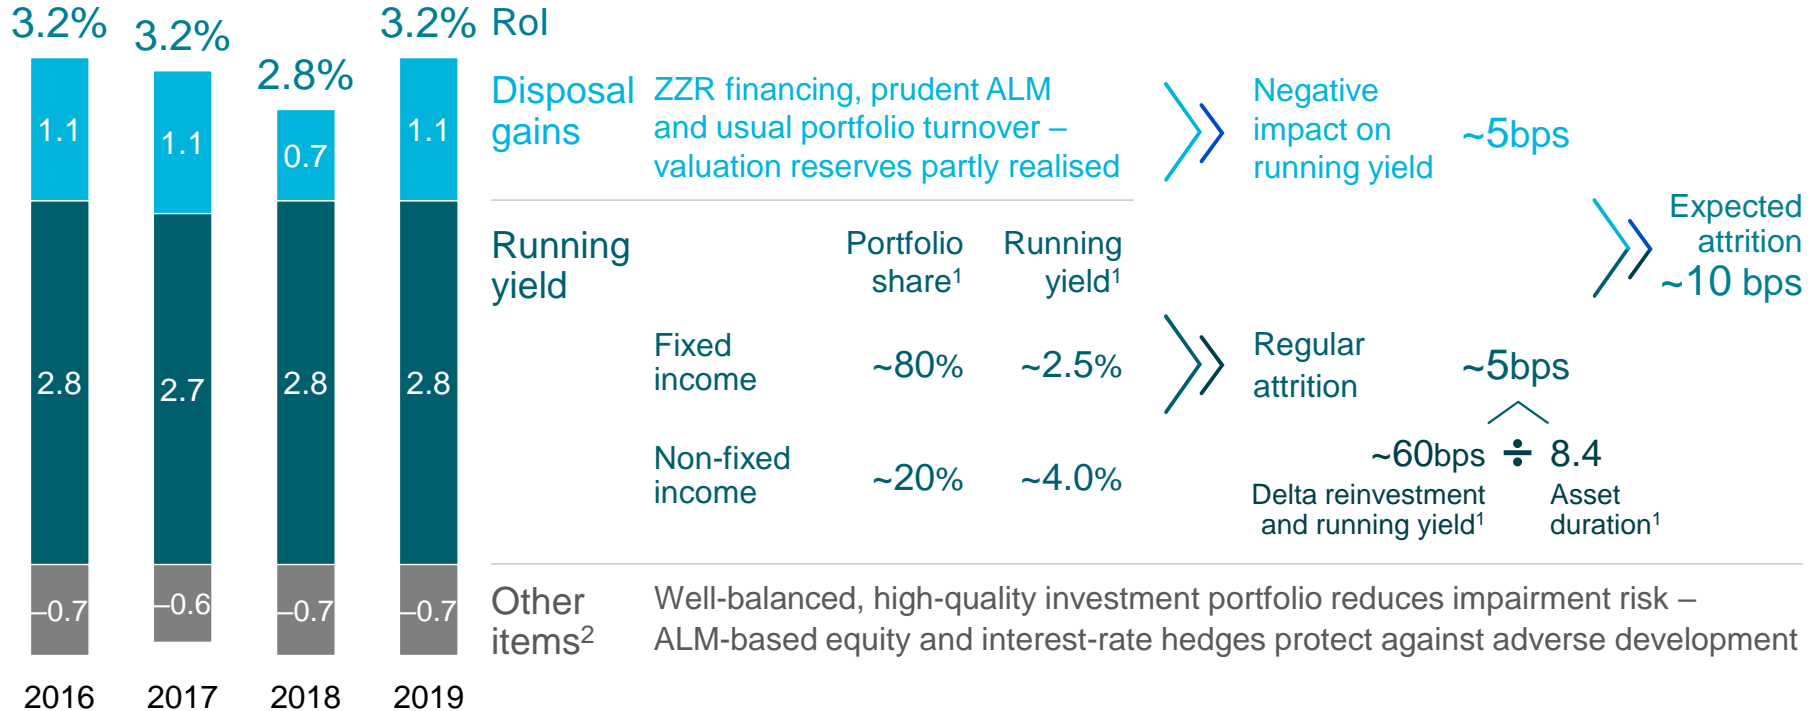 3.2%
3.2%
2.8%
3.2%
RoI
1.1
1.1
0.7
1.1
2.8
2.7
2.8
2.8
–0.7
–0.6
–0.7
–0.7
2016
2017
2018
2019
Disposal
gains
ZZR financing, prudent ALM
and usual portfolio turnover –
valuation reserves partly realised
Negative
impact on
running yield
~5bps
Expected
attrition
~10 bps
Running
yield
Portfolio
share1
Running
yield1
Fixed
income
~80%
~2.5%
Non-fixed
income
~20%
~4.0%
Regular
attrition
~5bps
~60bps ÷ 8.4
Delta reinvestment
and running yield1
Asset
duration1
Other
items2
Well-balanced, high-quality investment portfolio reduces impairment risk –
ALM-based equity and interest-rate hedges protect against adverse development